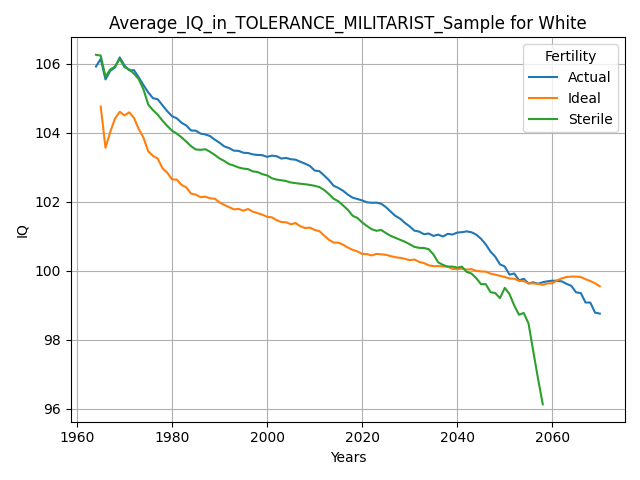 Average_IQ_in_TOLERANCE_MILITARIST_Sample for White
Fertility
Actual
Ideal
Sterile
IQ
106
104
102
100
98
96
1960
1980
2000
2020
2040
2060
Years